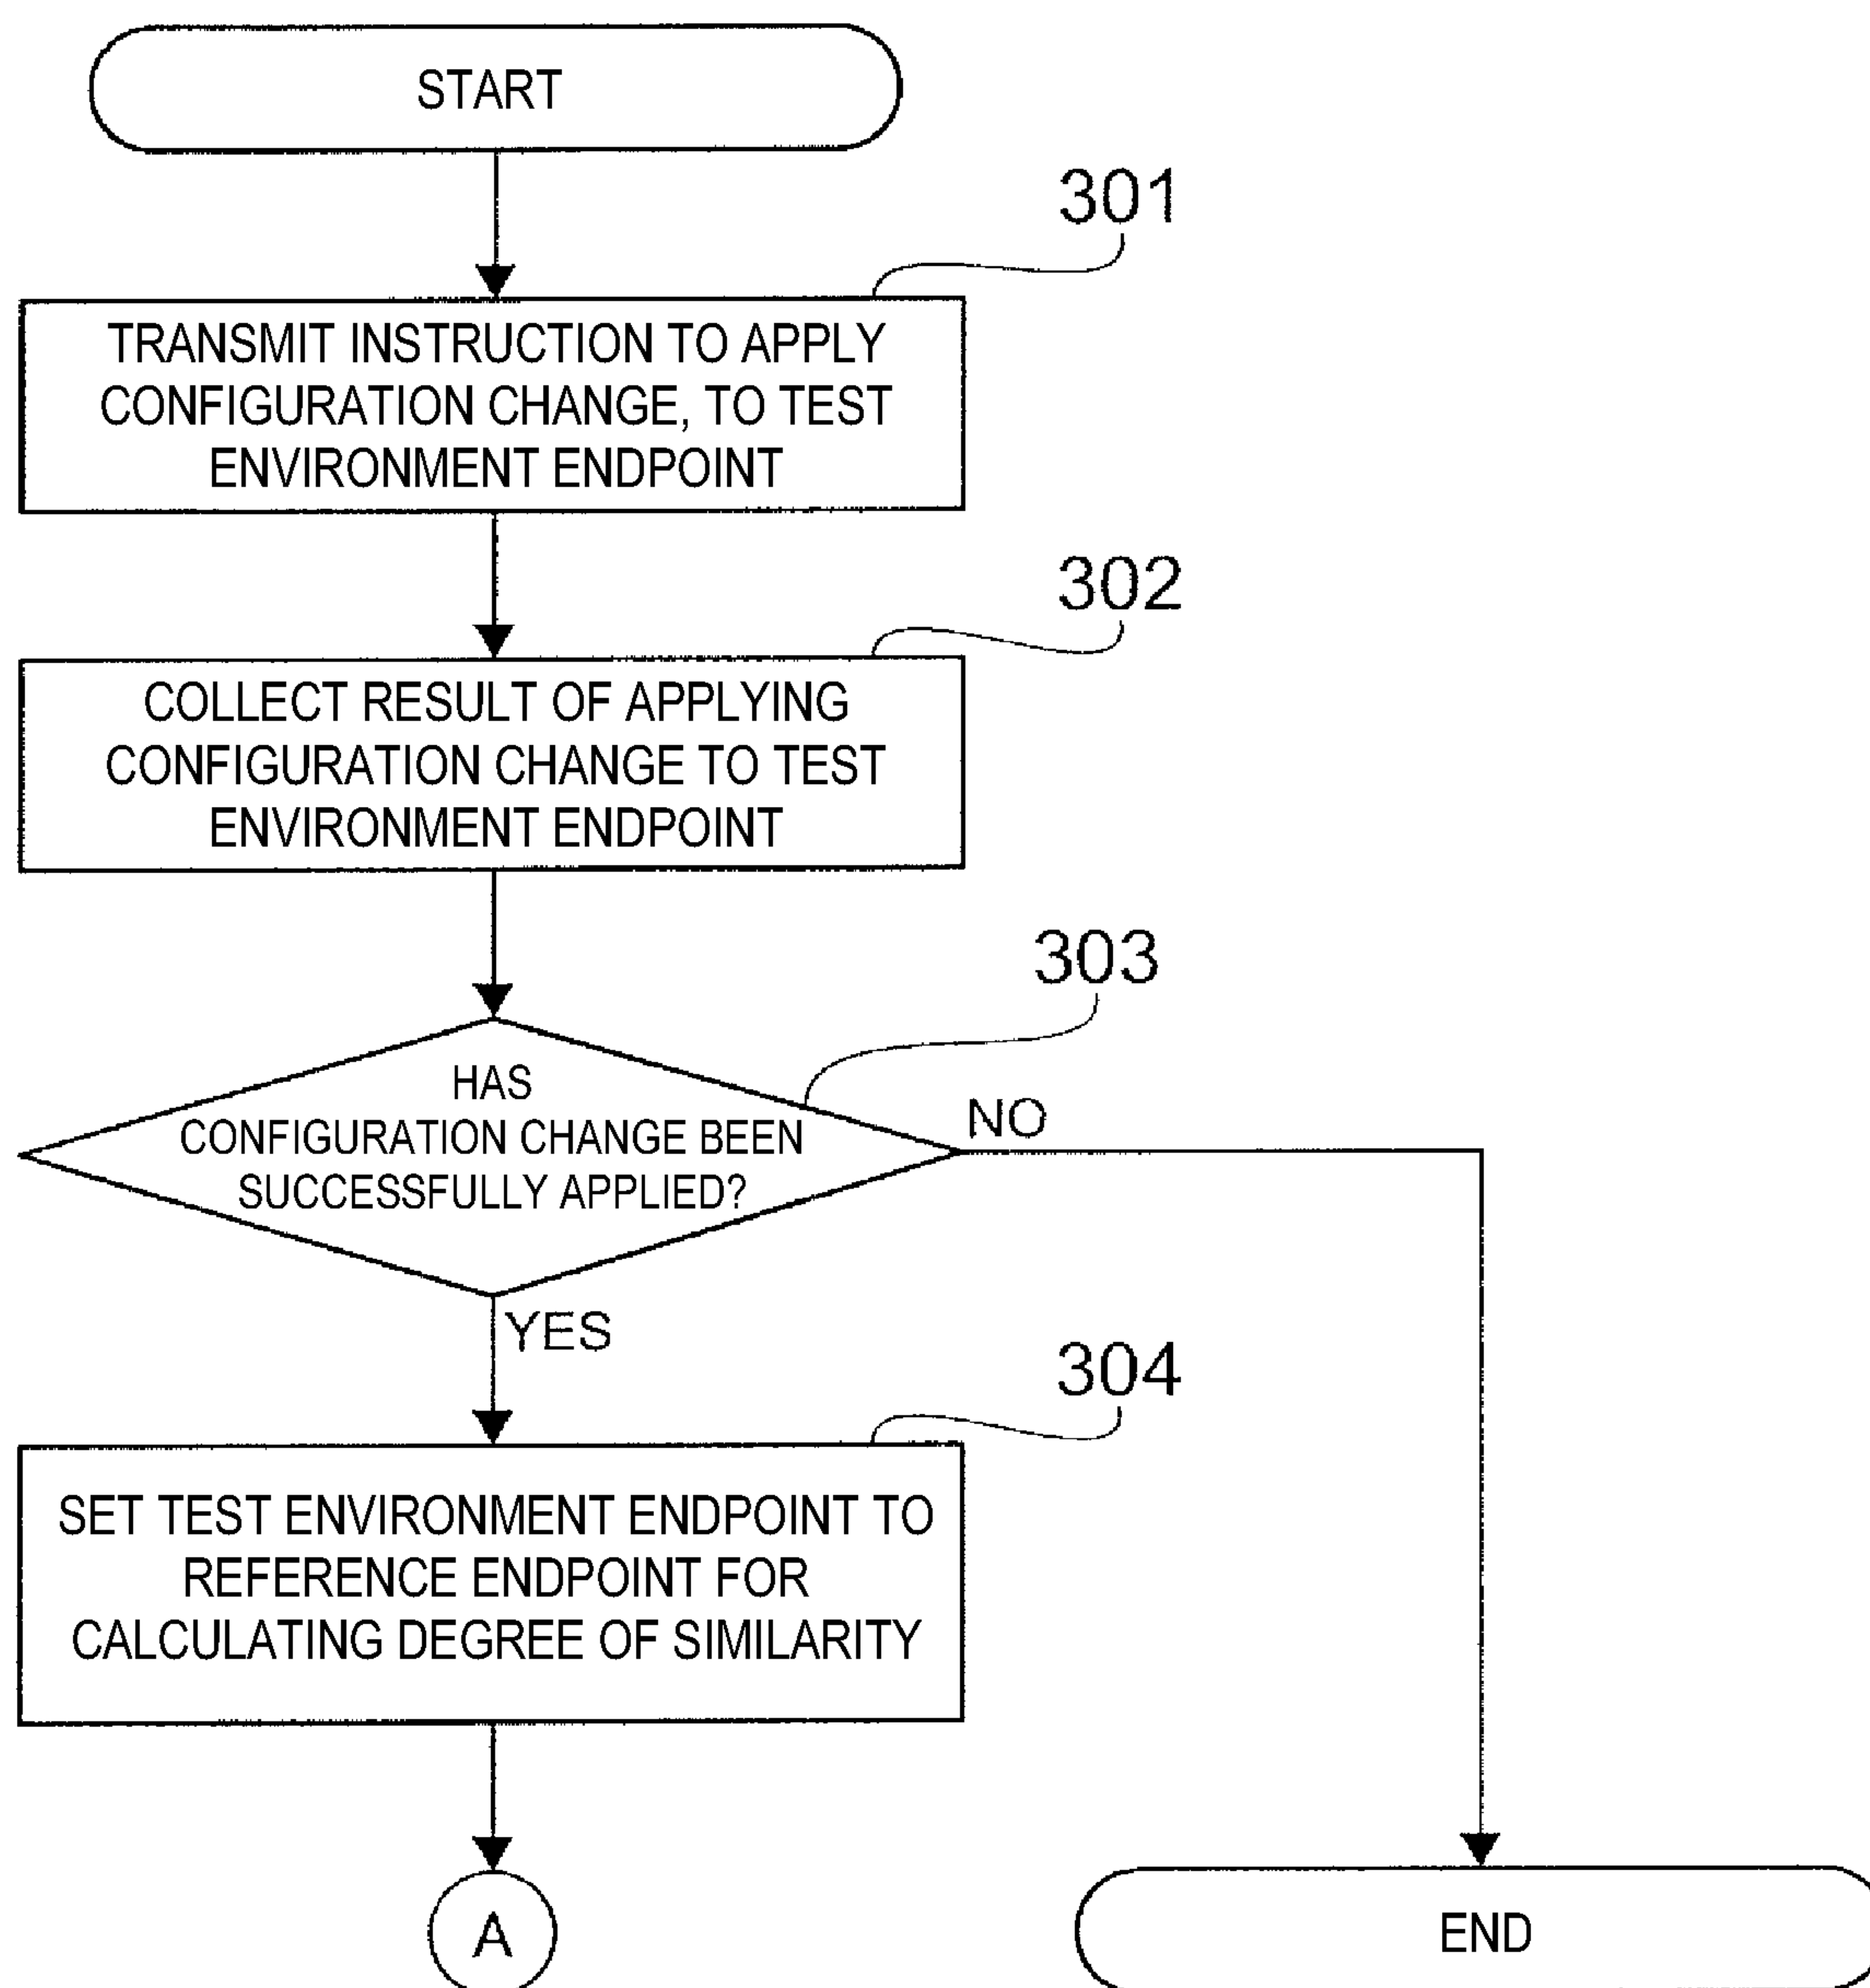 START
301
TRANSMIT INSTRUCTION TO APPLY
CONFIGURATION CHANGE, TO TEST
ENVIRONMENT ENDPOINT
302
COLLECT RESULT OF APPLYING
CONFIGURATION CHANGE TO TEST
ENVIRONMENT ENDPOINT
303
HAS
CONFIGURATION CHANGE BEEN
SUCCESSFULLY APPLIED?
NO
YES
304
SET TEST ENVIRONMENT ENDPOINT TO
REFERENCE ENDPOINT FOR
CALCULATING DEGREE OF SIMILARITY
A
END